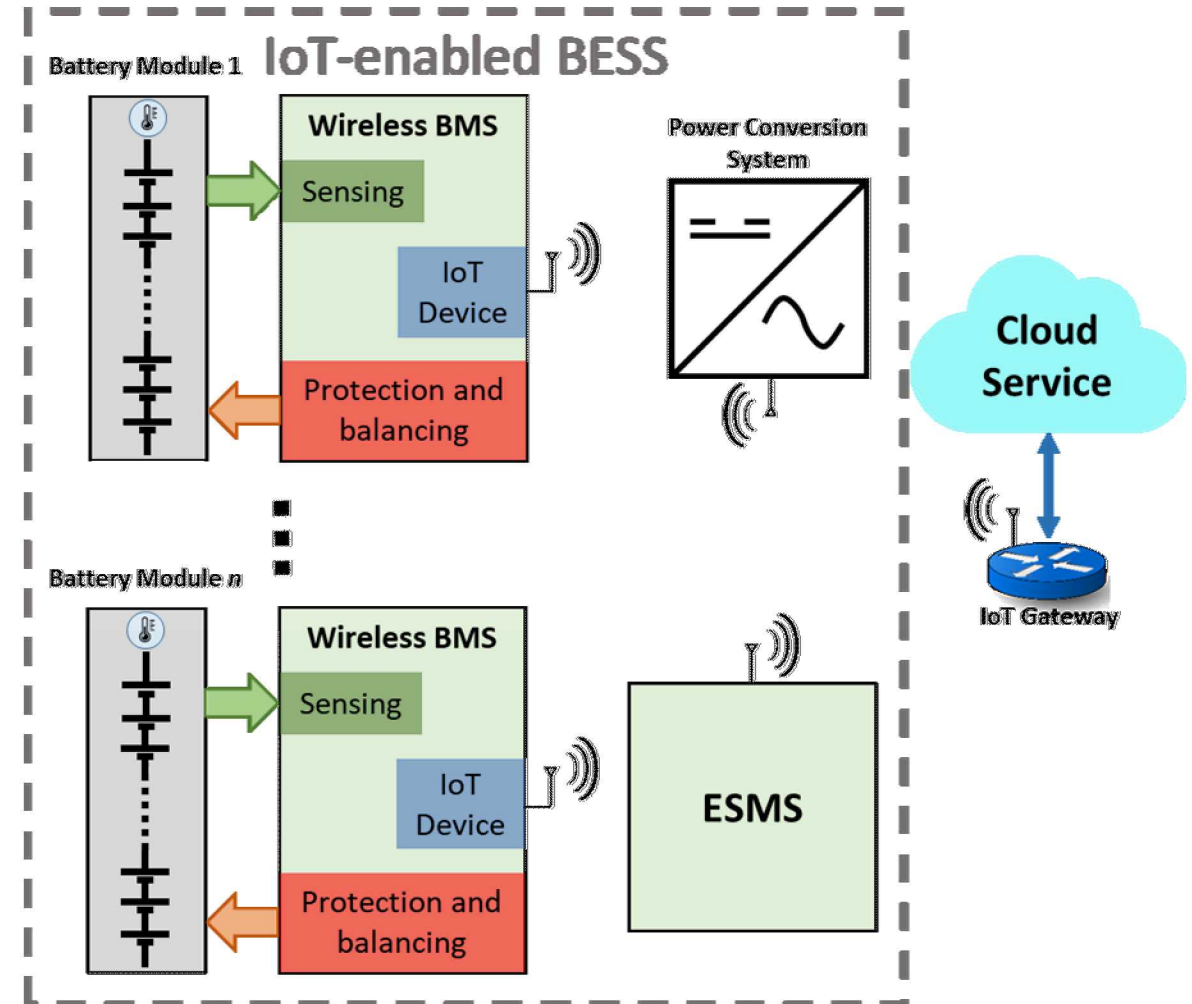 IoT-enabled BESS
Battery Module 1
Wireless BMS
Sensing
IoT
Device
Protection and
balancing
Power Conversion
System
Cloud
Service
IoT Gateway
Battery Module n
Wireless BMS
Sensing
IoT
Device
Protection and
balancing
ESMS